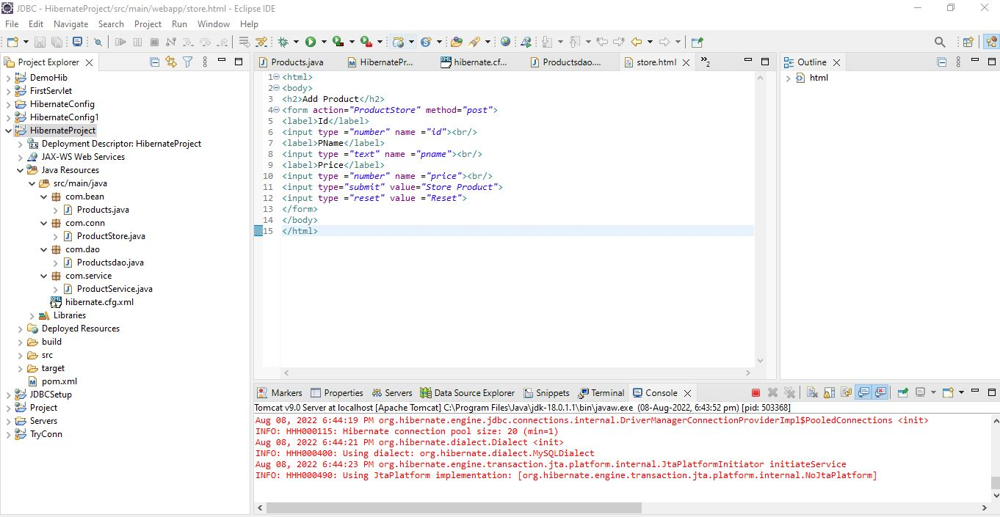 JDBC - HibernateProject/src/main/webapp/store.html - Eclipse IDE
File Edit Navigate Search Project Run Window Help
Project Explorer
DemoHib
FirstServlet
HibernateConfig
HibernateConfig1
HibernateProject
Deployment Descriptor: HibernateProject
JAX-WS Web Services
Java Resources
src/main/java
com.bean
Products.java
com.conn
ProductStore.java
com.dao
Productsdao.java
com.service
ProductService.java
hibernate.cfg.xml
Libraries
Deployed Resources
build
src
target
pom.xml
JDBCSetup
Project
Servers
TryConn
Products.java HibernatePr... hibernate.cf... Productsdao.... store.html »2
1 <html>
2 <body>
3 <h2>Add Product</h2>
4 <form action="ProductStore" method="post">
5 <label>Id</label>
6 <input type ="number" name ="id"><br/>
7 <label>PName</label>
8 <input type ="text" name ="pname"><br/>
9 <label>Price</label>
10 <input type ="number" name ="price"><br/>
11 <input type="submit" value="Store Product">
12 <input type ="reset" value ="Reset">
13 </form>
14 </body>
15 </html>
Outline
html
Markers Properties Servers Data Source Explorer Snippets Terminal Console
Tomcat v9.0 Server at localhost [Apache Tomcat] C:\Program Files\Java\jdk-18.0.1.1\bin\javaw.exe (08-Aug-2022, 6:43:52 pm) [pid: 503368]
Aug 08, 2022 6:44:19 PM org.hibernate.engine.jdbc.connections.internal.DriverManagerConnectionProviderImpl$PooledConnections <init>
INFO: HHH000115: Hibernate connection pool size: 20 (min=1)
Aug 08, 2022 6:44:21 PM org.hibernate.dialect.Dialect <init>
INFO: HHH000400: Using dialect: org.hibernate.dialect.MySQLDialect
Aug 08, 2022 6:44:23 PM org.hibernate.engine.transaction.jta.platform.internal.JtaPlatformInitiator initiateService
INFO: HHH000490: Using JtaPlatform implementation: [org.hibernate.engine.transaction.jta.platform.internal.NoJtaPlatform]